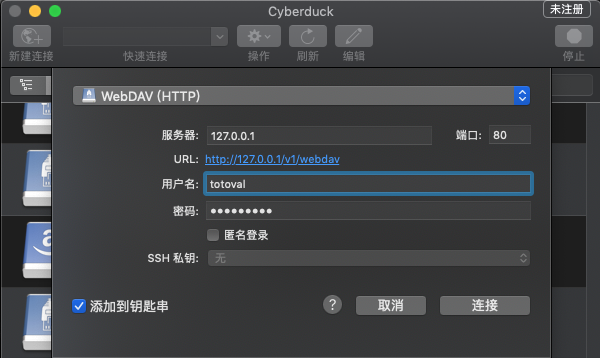 Cyberduck
未注册
新建连接
快速连接
操作
刷新
编辑
停止
WebDAV (HTTP)
服务器: 127.0.0.1 端口: 80
URL: http://127.0.0.1/v1/webdav
用户名: totoval
密码: •••••••••
匿名登录
SSH 私钥: 无
添加到钥匙串
?
取消
连接